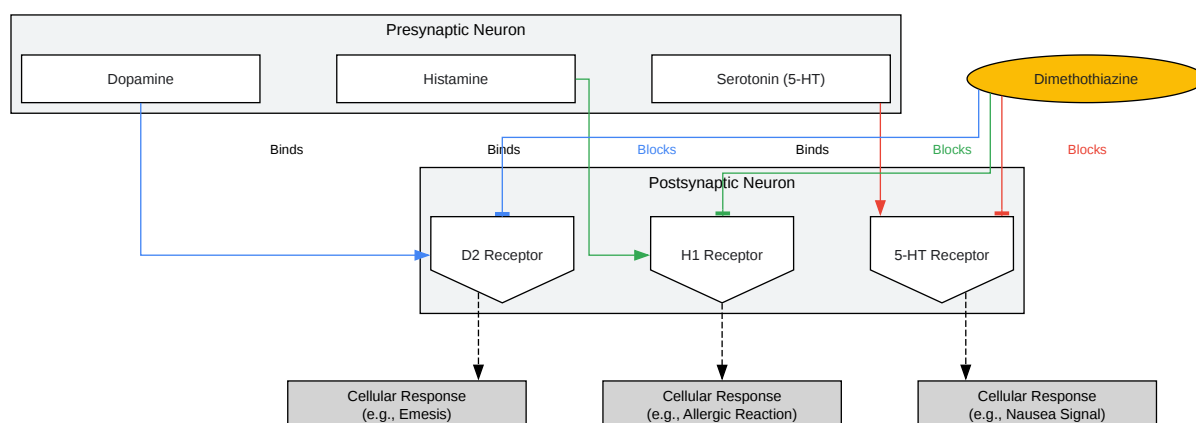 Presynaptic Neuron
Dopamine
Histamine
Serotonin (5-HT)
Dimethothiazine
Binds
Binds
Blocks
Binds
Blocks
Blocks
Postsynaptic Neuron
D2 Receptor
H1 Receptor
5-HT Receptor
Cellular Response
(e.g., Emesis)
Cellular Response
(e.g., Allergic Reaction)
Cellular Response
(e.g., Nausea Signal)